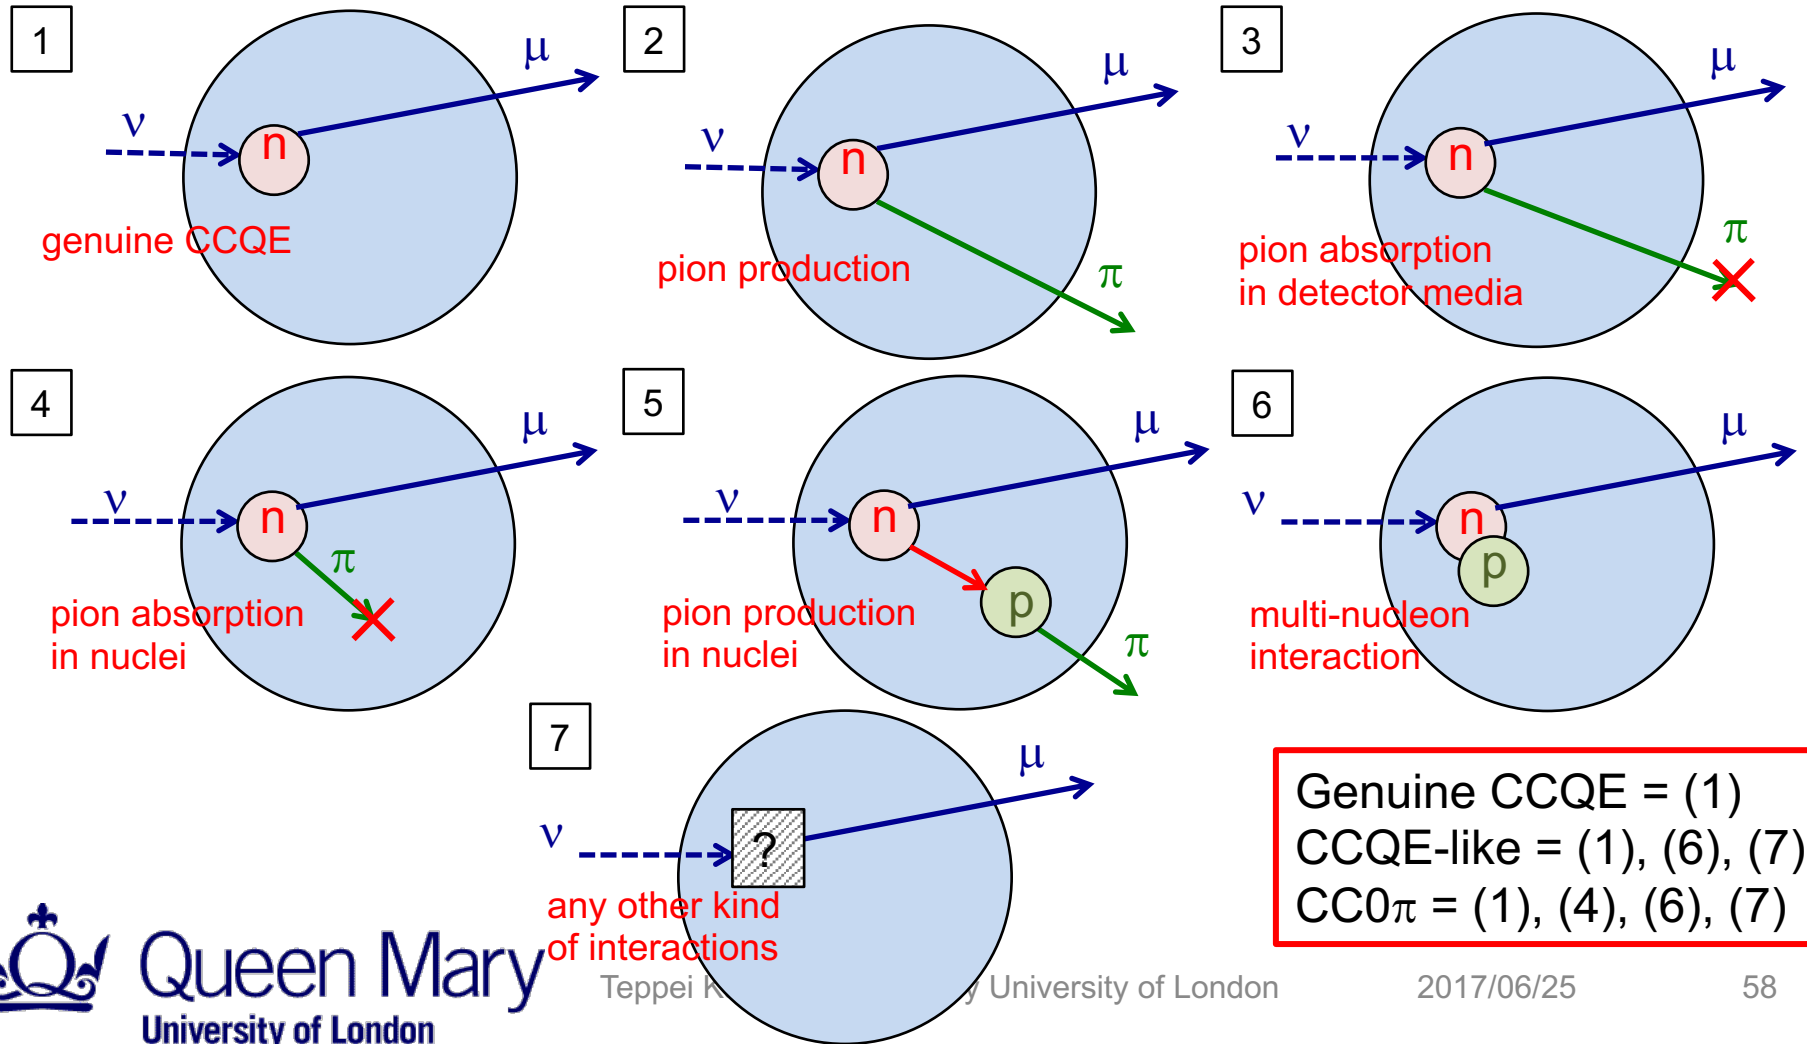 1
μ
ν
n
genuine CCQE
2
μ
ν
n
pion production
π
3
μ
ν
n
π
pion absorption
in detector media
4
μ
ν
n
π
pion absorption
in nuclei
5
μ
ν
n
p
pion production
in nuclei
π
6
μ
ν
n
p
multi-nucleon
interaction
7
μ
ν
?
any other kind
of interactions
Genuine CCQE = (1)
CCQE-like = (1), (6), (7)
CC0π = (1), (4), (6), (7)
Queen Mary
University of London
Teppei University of London 2017/06/25 58